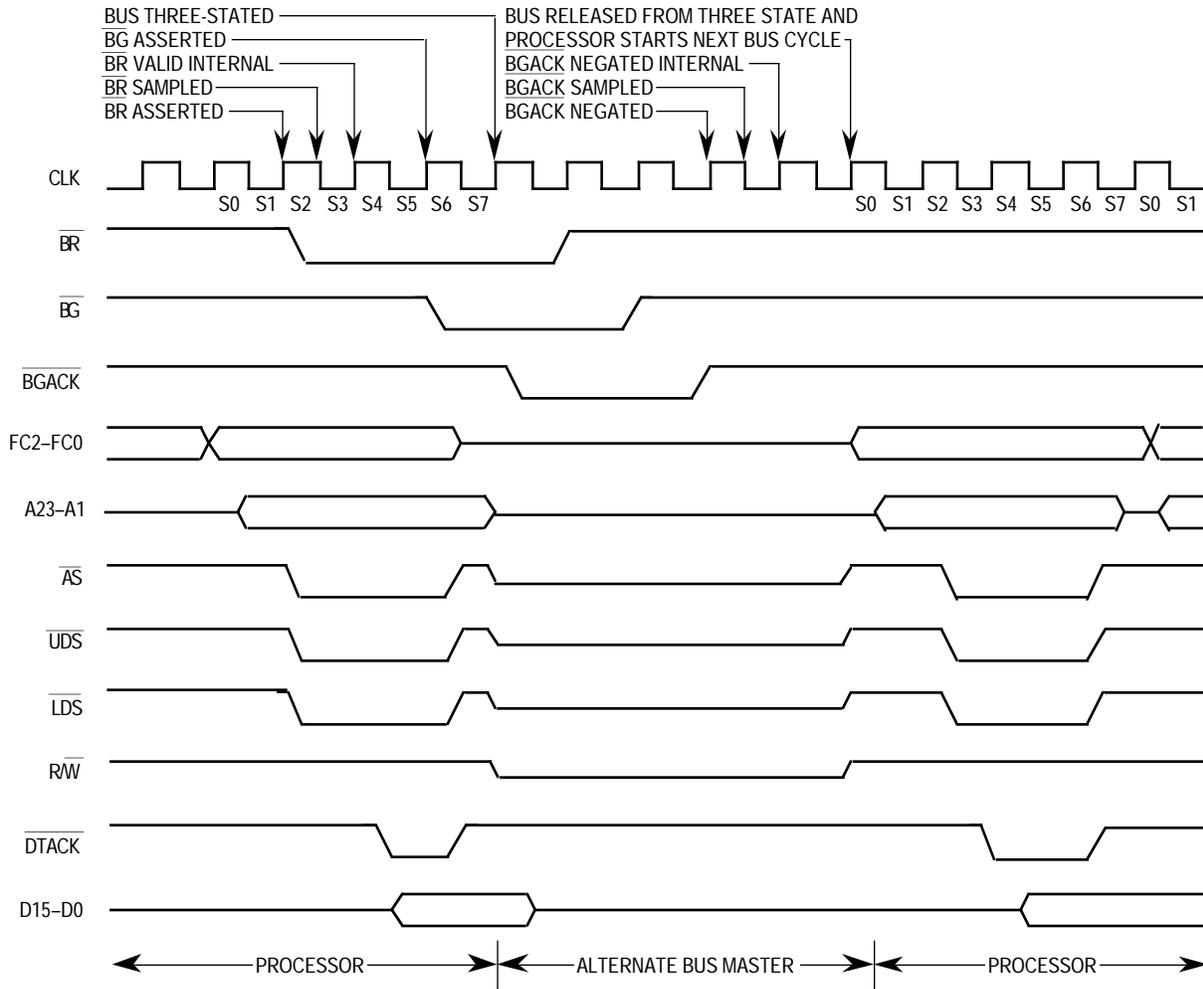 BUS THREE-STATED
BG ASSERTED
BR VALID INTERNAL
BR SAMPLED
BR ASSERTED
BUS RELEASED FROM THREE STATE AND
PROCESSOR STARTS NEXT BUS CYCLE
BGACK NEGATED INTERNAL
BGACK SAMPLED
BGACK NEGATED
CLK
S0 S1 S2 S3 S4 S5 S6 S7 S0 S1 S2 S3 S4 S5 S6 S7 S0 S1
BR
BG
BGACK
FC2–FC0
A23–A1
AS
UDS
LDS
R/W
DTACK
D15–D0
PROCESSOR ALTERNATE BUS MASTER PROCESSOR